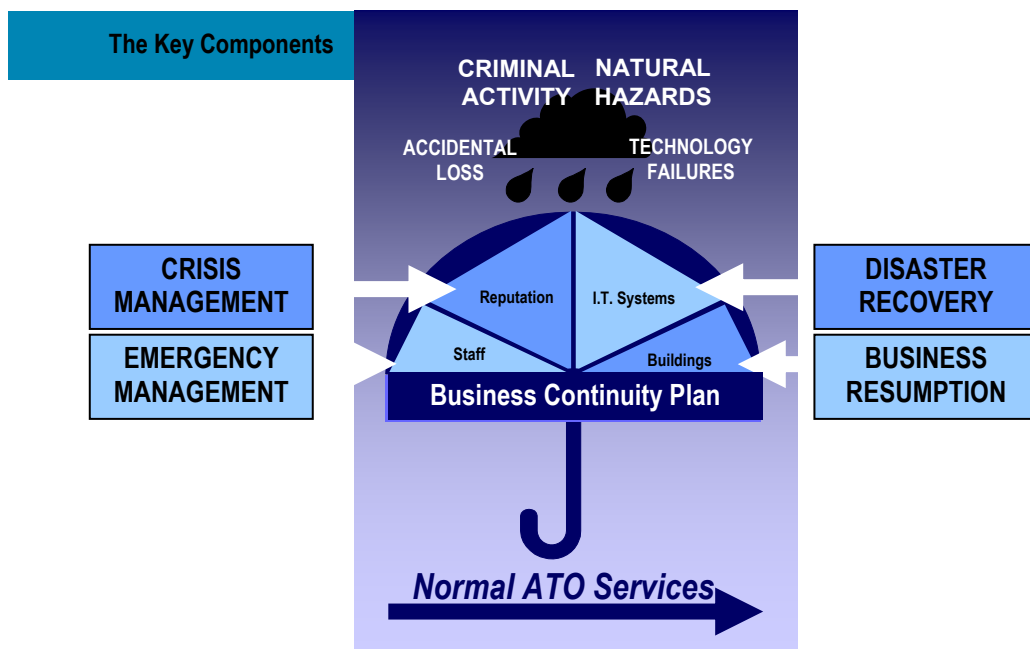 The Key Components
CRIMINAL
ACTIVITY
NATURAL
HAZARDS
ACCIDENTAL
LOSS
TECHNOLOGY
FAILURES
CRISIS
MANAGEMENT
EMERGENCY
MANAGEMENT
Reputation
I.T. Systems
Staff
Buildings
Business Continuity Plan
DISASTER
RECOVERY
BUSINESS
RESUMPTION
Normal ATO Services